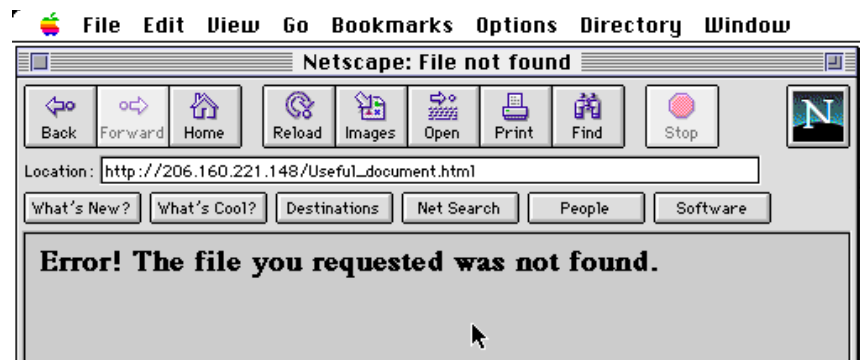 File Edit View Go Bookmarks Options Directory Window
Netscape: File not found
Back Forward Home Reload Images Open Print Find Stop N
Location: http://206.160.221.148/Useful_document.html
What's New? What's Cool? Destinations Net Search People Software
Error! The file you requested was not found.